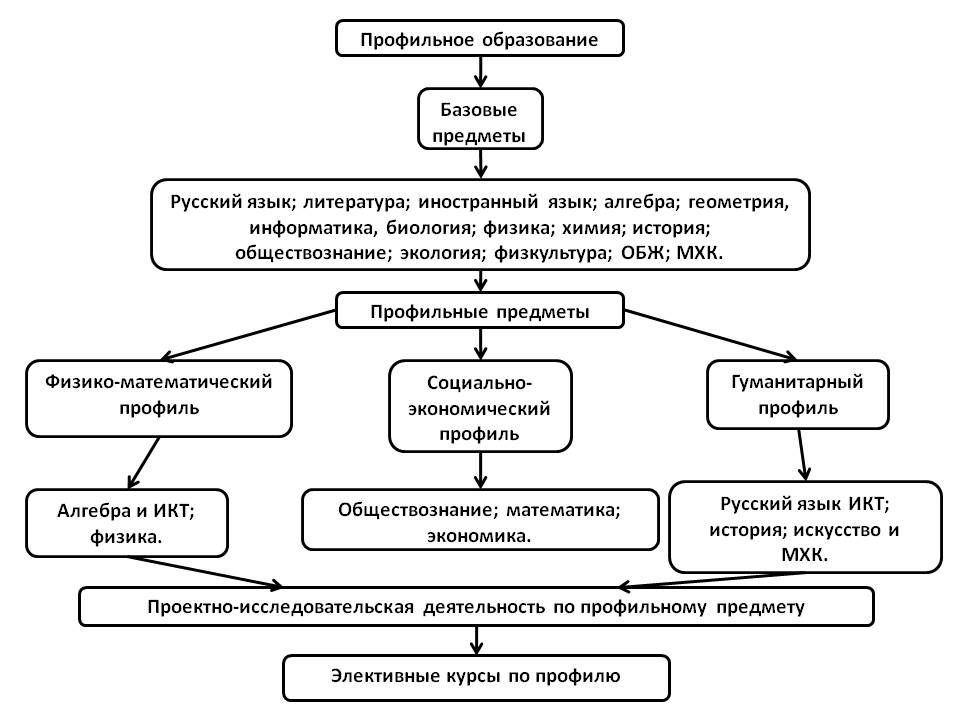 Профильное образование
Базовые
предметы
Русский язык; литература; иностранный язык; алгебра; геометрия,
информатика, биология; физика; химия; история;
обществознание; экология; физкультура; ОБЖ; МХК.
Профильные предметы
Физико-математический
профиль
Социально-
экономический
профиль
Гуманитарный
профиль
Алгебра и ИКТ;
физика.
Обществознание; математика;
экономика.
Русский язык ИКТ;
история; искусство и
МХК.
Проектно-исследовательская деятельность по профильному предмету
Элективные курсы по профилю